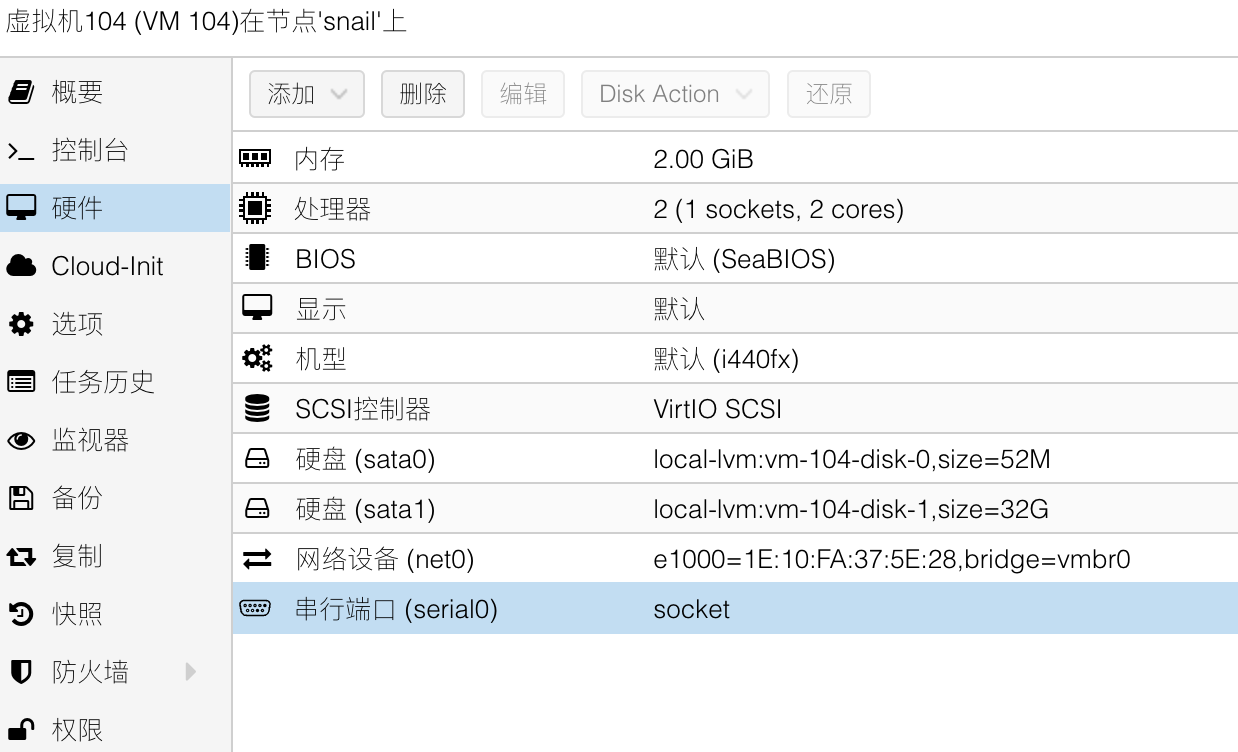 虚拟机104 (VM 104)在节点'snail'上
概要
控制台
硬件
Cloud-Init
选项
任务历史
监视器
备份
复制
快照
防火墙
权限
添加 删除 编辑 Disk Action 还原
内存 2.00 GiB
处理器 2 (1 sockets, 2 cores)
BIOS 默认 (SeaBIOS)
显示 默认
机型 默认 (i440fx)
SCSI控制器 VirtIO SCSI
硬盘 (sata0) local-lvm:vm-104-disk-0,size=52M
硬盘 (sata1) local-lvm:vm-104-disk-1,size=32G
网络设备 (net0) e1000=1E:10:FA:37:5E:28,bridge=vmbr0
串行端口 (serial0) socket